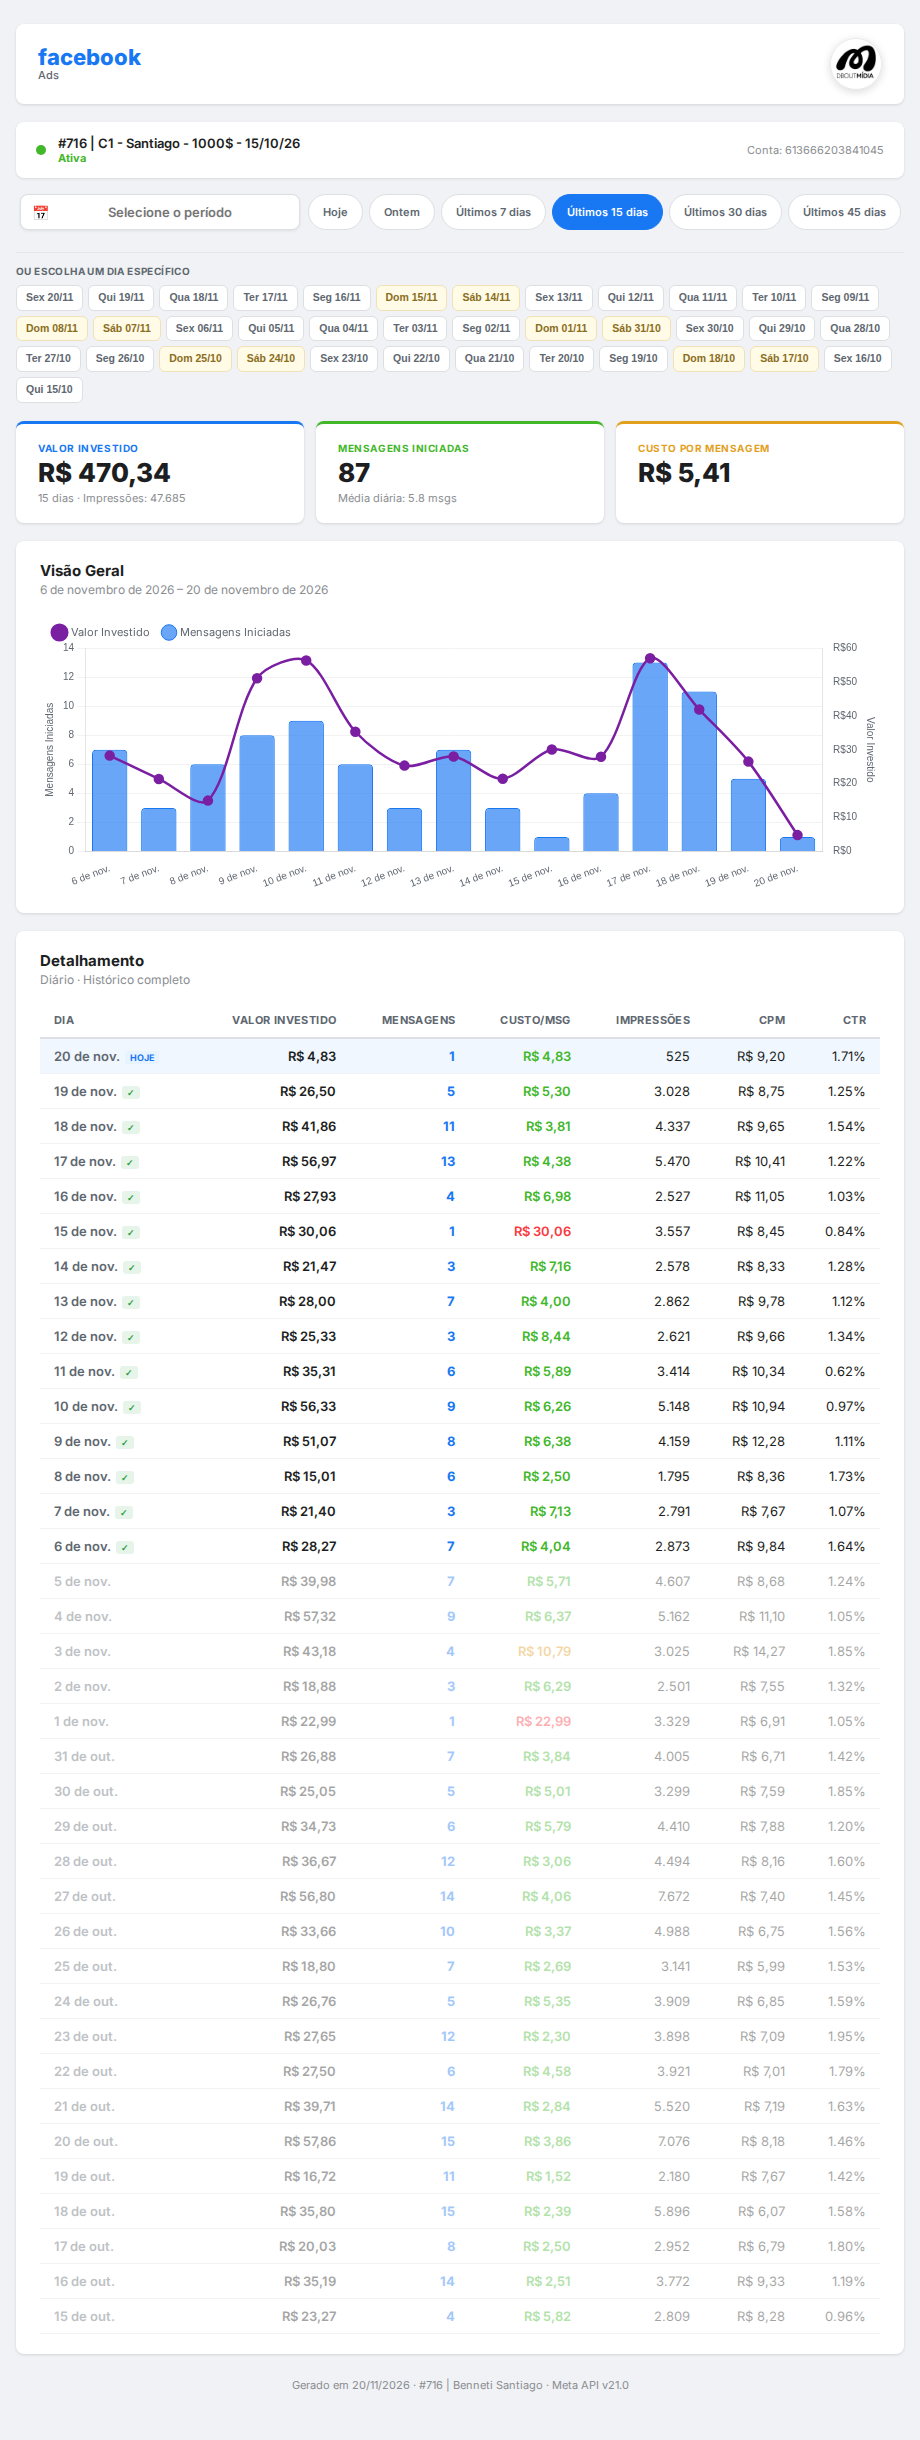 facebook
Ads
DBOUTMÍDIA
#716 | C1 - Santiago - 1000$ - 15/10/26
Ativa
Conta: 613666203841045
Selecione o período
Hoje
Ontem
Últimos 7 dias
Últimos 15 dias
Últimos 30 dias
Últimos 45 dias
OU ESCOLHA UM DIA ESPECÍFICO
Sex 20/11 Qui 19/11 Qua 18/11 Ter 17/11 Seg 16/11 Dom 15/11 Sáb 14/11 Sex 13/11 Qui 12/11 Qua 11/11 Ter 10/11 Seg 09/11
Dom 08/11 Sáb 07/11 Sex 06/11 Qui 05/11 Qua 04/11 Ter 03/11 Seg 02/11 Dom 01/11 Sáb 31/10 Sex 30/10 Qui 29/10 Qua 28/10
Ter 27/10 Seg 26/10 Dom 25/10 Sáb 24/10 Sex 23/10 Qui 22/10 Qua 21/10 Ter 20/10 Seg 19/10 Dom 18/10 Sáb 17/10 Sex 16/10
Qui 15/10
VALOR INVESTIDO
R$ 470,34
15 dias · Impressões: 47.685
MENSAGENS INICIADAS
87
Média diária: 5.8 msgs
CUSTO POR MENSAGEM
R$ 5,41
Visão Geral
6 de novembro de 2026 – 20 de novembro de 2026
Valor Investido Mensagens Iniciadas
Mensagens Iniciadas
14
12
10
8
6
4
2
0
R$60
R$50
R$40
R$30
R$20
R$10
R$0
Valor Investido
6 de nov. 7 de nov. 8 de nov. 9 de nov. 10 de nov. 11 de nov. 12 de nov. 13 de nov. 14 de nov. 15 de nov. 16 de nov. 17 de nov. 18 de nov. 19 de nov. 20 de nov.
Detalhamento
Diário · Histórico completo
DIA VALOR INVESTIDO MENSAGENS CUSTO/MSG IMPRESSÕES CPM CTR
20 de nov. HOJE R$ 4,83 1 R$ 4,83 525 R$ 9,20 1.71%
19 de nov. ✓ R$ 26,50 5 R$ 5,30 3.028 R$ 8,75 1.25%
18 de nov. ✓ R$ 41,86 11 R$ 3,81 4.337 R$ 9,65 1.54%
17 de nov. ✓ R$ 56,97 13 R$ 4,38 5.470 R$ 10,41 1.22%
16 de nov. ✓ R$ 27,93 4 R$ 6,98 2.527 R$ 11,05 1.03%
15 de nov. ✓ R$ 30,06 1 R$ 30,06 3.557 R$ 8,45 0.84%
14 de nov. ✓ R$ 21,47 3 R$ 7,16 2.578 R$ 8,33 1.28%
13 de nov. ✓ R$ 28,00 7 R$ 4,00 2.862 R$ 9,78 1.12%
12 de nov. ✓ R$ 25,33 3 R$ 8,44 2.621 R$ 9,66 1.34%
11 de nov. ✓ R$ 35,31 6 R$ 5,89 3.414 R$ 10,34 0.62%
10 de nov. ✓ R$ 56,33 9 R$ 6,26 5.148 R$ 10,94 0.97%
9 de nov. ✓ R$ 51,07 8 R$ 6,38 4.159 R$ 12,28 1.11%
8 de nov. ✓ R$ 15,01 6 R$ 2,50 1.795 R$ 8,36 1.73%
7 de nov. ✓ R$ 21,40 3 R$ 7,13 2.791 R$ 7,67 1.07%
6 de nov. ✓ R$ 28,27 7 R$ 4,04 2.873 R$ 9,84 1.64%
5 de nov. R$ 39,98 7 R$ 5,71 4.607 R$ 8,68 1.24%
4 de nov. R$ 57,32 9 R$ 6,37 5.162 R$ 11,10 1.05%
3 de nov. R$ 43,18 4 R$ 10,79 3.025 R$ 14,27 1.85%
2 de nov. R$ 18,88 3 R$ 6,29 2.501 R$ 7,55 1.32%
1 de nov. R$ 22,99 1 R$ 22,99 3.329 R$ 6,91 1.05%
31 de out. R$ 26,88 7 R$ 3,84 4.005 R$ 6,71 1.42%
30 de out. R$ 25,05 5 R$ 5,01 3.299 R$ 7,59 1.85%
29 de out. R$ 34,73 6 R$ 5,79 4.410 R$ 7,88 1.20%
28 de out. R$ 36,67 12 R$ 3,06 4.494 R$ 8,16 1.60%
27 de out. R$ 56,80 14 R$ 4,06 7.672 R$ 7,40 1.45%
26 de out. R$ 33,66 10 R$ 3,37 4.988 R$ 6,75 1.56%
25 de out. R$ 18,80 7 R$ 2,69 3.141 R$ 5,99 1.53%
24 de out. R$ 26,76 5 R$ 5,35 3.909 R$ 6,85 1.59%
23 de out. R$ 27,65 12 R$ 2,30 3.898 R$ 7,09 1.95%
22 de out. R$ 27,50 6 R$ 4,58 3.921 R$ 7,01 1.79%
21 de out. R$ 39,71 14 R$ 2,84 5.520 R$ 7,19 1.63%
20 de out. R$ 57,86 15 R$ 3,86 7.076 R$ 8,18 1.46%
19 de out. R$ 16,72 11 R$ 1,52 2.180 R$ 7,67 1.42%
18 de out. R$ 35,80 15 R$ 2,39 5.896 R$ 6,07 1.58%
17 de out. R$ 20,03 8 R$ 2,50 2.952 R$ 6,79 1.80%
16 de out. R$ 35,19 14 R$ 2,51 3.772 R$ 9,33 1.19%
15 de out. R$ 23,27 4 R$ 5,82 2.809 R$ 8,28 0.96%
Gerado em 20/11/2026 · #716 | Benneti Santiago · Meta API v21.0